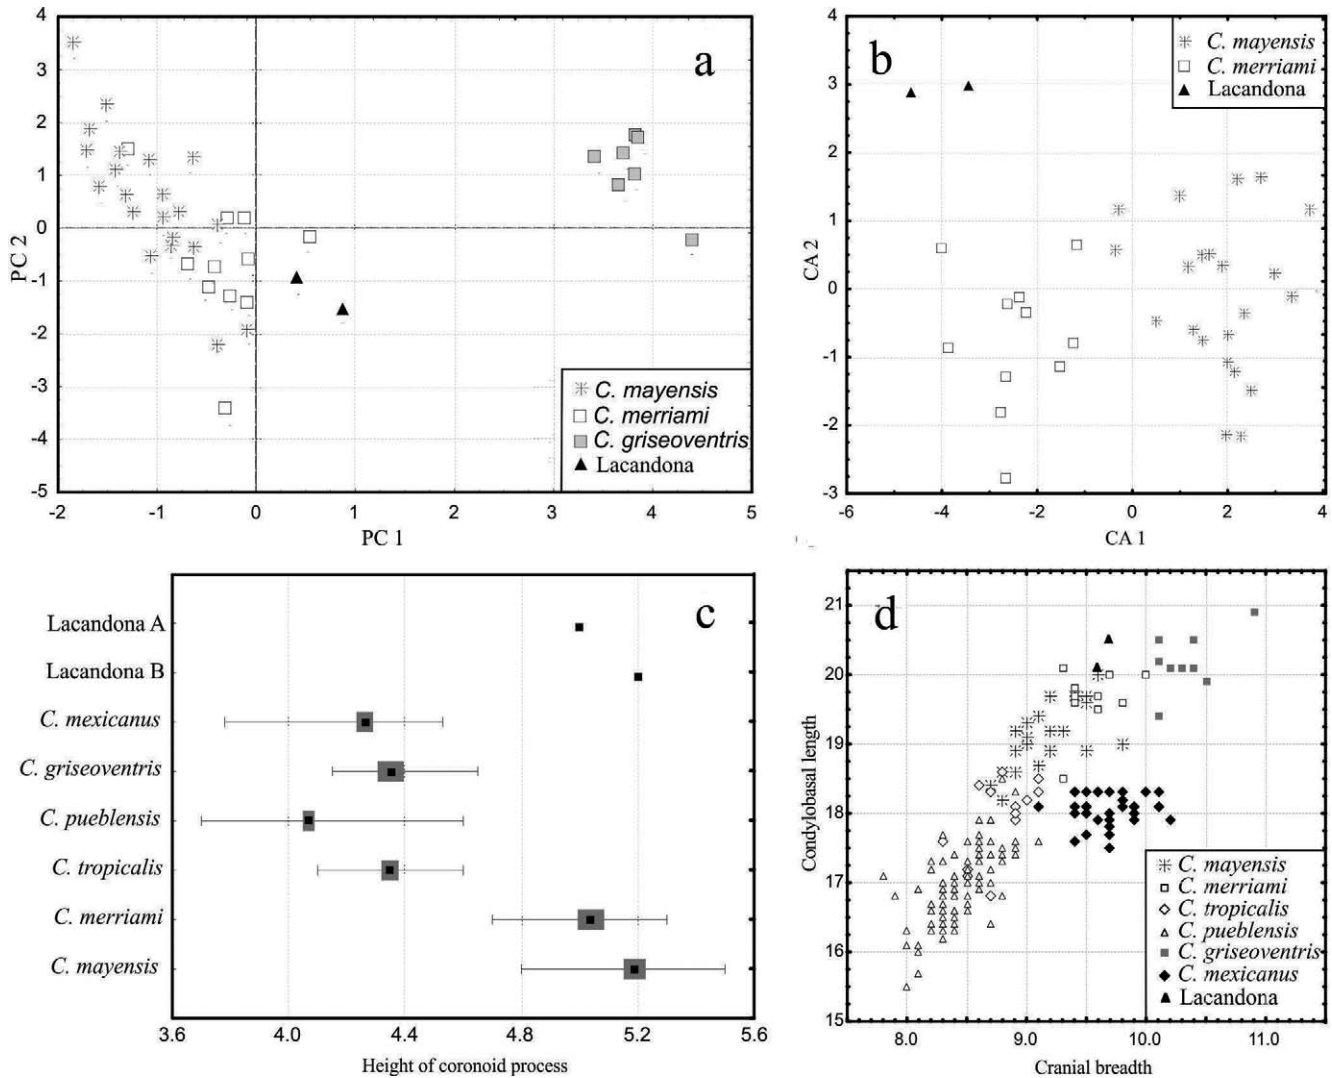 a
PC 2
4
3
2
1
0
-1
-2
-3
-4
-5
-2 -1 0 1 2 3 4 5
PC 1
C. mayensis
C. merriami
C. griseoventris
Lacandona
b
CA 2
4
3
2
1
0
-1
-2
-3
-6 -4 -2 0 2 4
CA 1
C. mayensis
C. merriami
Lacandona
c
Lacandona A
Lacandona B
C. mexicanus
C. griseoventris
C. pueblensis
C. tropicalis
C. merriami
C. mayensis
3.6 4.0 4.4 4.8 5.2 5.6
Height of coronoid process
d
Condylobasal length
21
20
19
18
17
16
15
8.0 9.0 10.0 11.0
Cranial breadth
C. mayensis
C. merriami
C. tropicalis
C. pueblensis
C. griseoventris
C. mexicanus
Lacandona